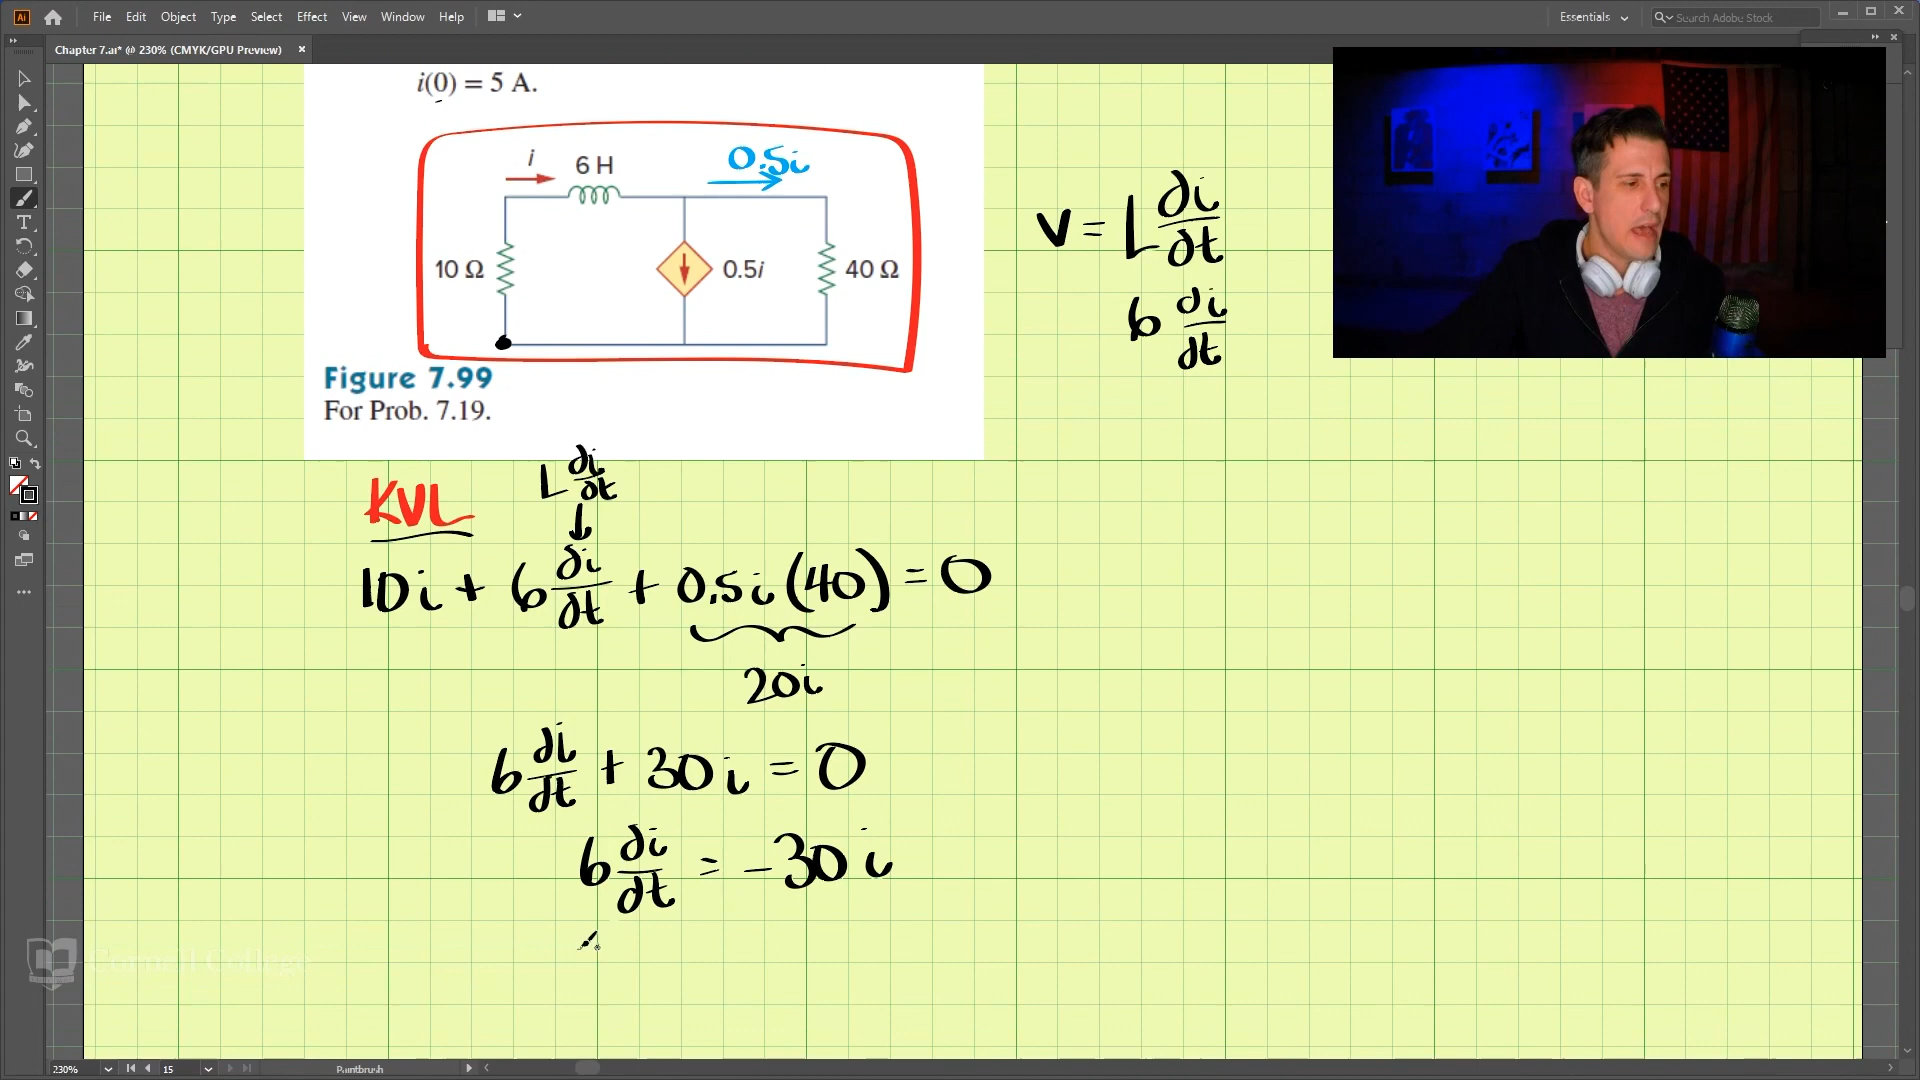 Ai File Edit Object Type Select Effect View Window Help Essentials Search Adobe Stock
Chapter 7.ai* @ 230% (CMYK/GPU Preview) ×
i(0) = 5 A.
i
6 H
0.5i
10 Ω
0.5i
40 Ω
Figure 7.99
For Prob. 7.19.
V = L di/dt
6 di/dt
KVL
L di/dt
10i + 6 di/dt + 0.5i (40) = 0
20i
6 di/dt + 30i = 0
6 di/dt = -30i
Cornell College
230% 15 Paintbrush